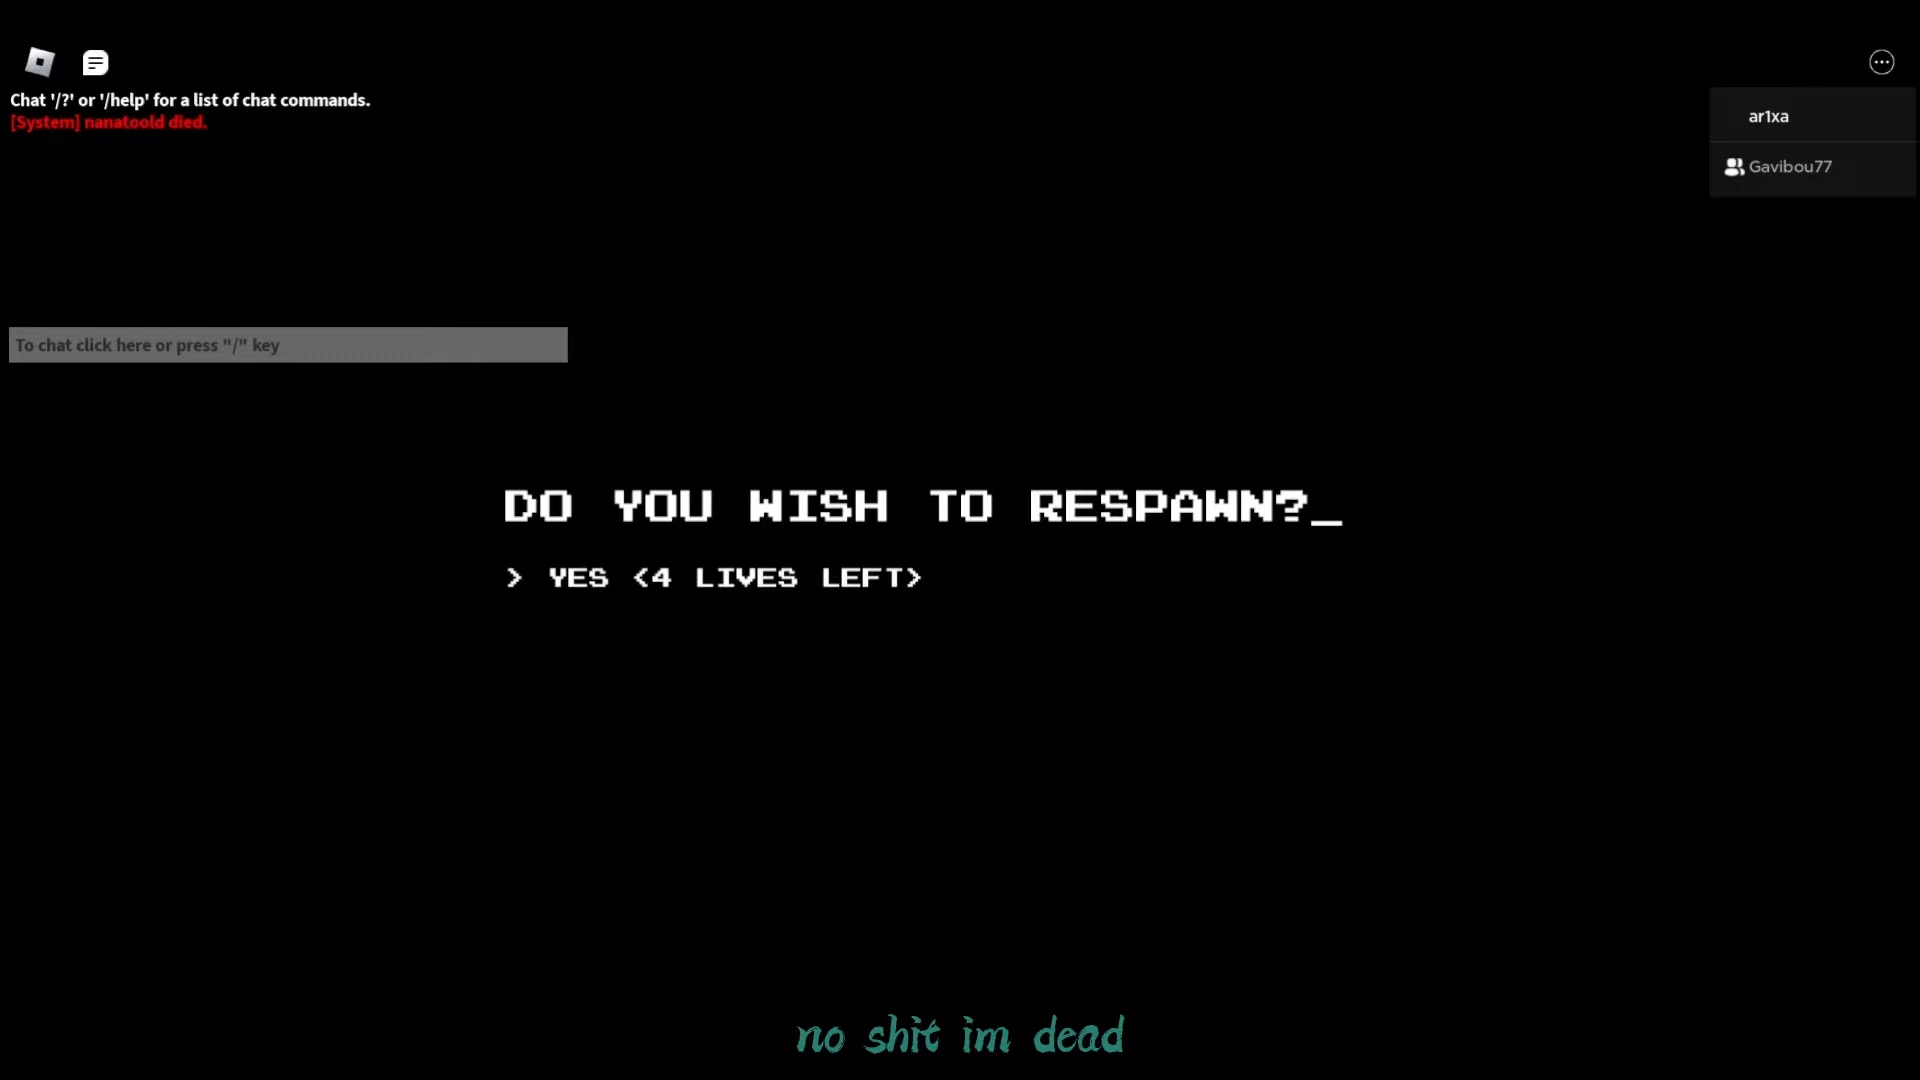 Chat '/?' or '/help' for a list of chat commands.
[System] nanatoold died.
ar1xa
Gavibou77
To chat click here or press "/" key
DO YOU WISH TO RESPAWN?_
> YES <4 LIVES LEFT>
no shit im dead